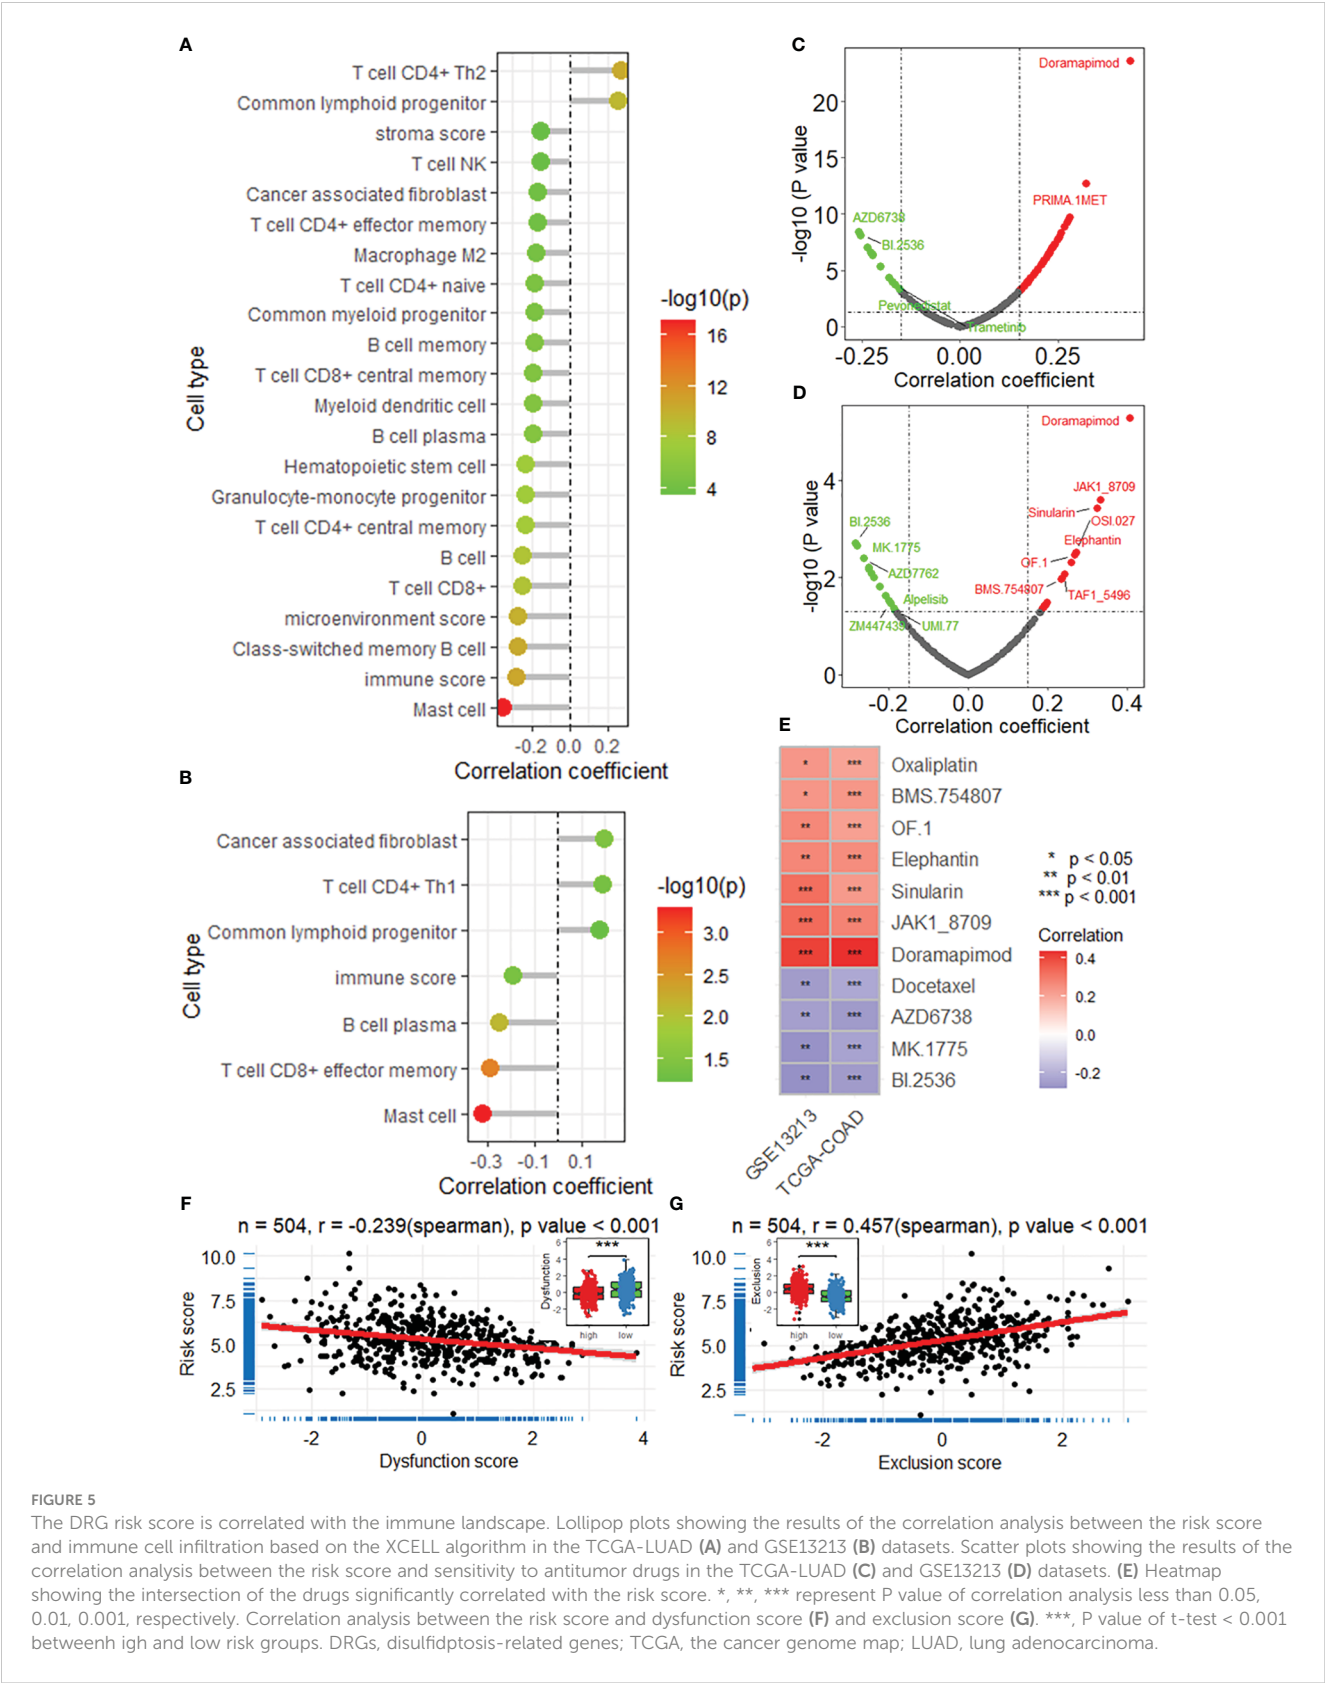 A
T cell CD4+ Th2
Common lymphoid progenitor
stroma score
T cell NK
Cancer associated fibroblast
T cell CD4+ effector memory
Macrophage M2
T cell CD4+ naive
Common myeloid progenitor
B cell memory
T cell CD8+ central memory
Myeloid dendritic cell
B cell plasma
Hematopoietic stem cell
Granulocyte-monocyte progenitor
T cell CD4+ central memory
B cell
T cell CD8+
microenvironment score
Class-switched memory B cell
immune score
Mast cell
Cell type
-0.2 0.0 0.2
Correlation coefficient
-log10(p)
16
12
8
4
B
Cancer associated fibroblast
T cell CD4+ Th1
Common lymphoid progenitor
immune score
B cell plasma
T cell CD8+ effector memory
Mast cell
Cell type
-0.3 -0.1 0.1
Correlation coefficient
-log10(p)
3.0
2.5
2.0
1.5
C
Doramapimod
PRIMA.1MET
AZD6738
BI.2536
Pevonedistat
Trametinib
20
15
10
5
0
-log10 (P value
-0.25 0.00 0.25
Correlation coefficient
D
Doramapimod
JAK1_8709
Sinularin
OSI.027
Elephantin
OF.1
BMS.754807
TAF1_5496
BI.2536
MK.1775
AZD7762
Alpelisib
ZM447439
UMI.77
4
2
0
-log10 (P value
-0.2 0.0 0.2 0.4
Correlation coefficient
E
* *** Oxaliplatin
* *** BMS.754807
** *** OF.1
** *** Elephantin
*** *** Sinularin
*** *** JAK1_8709
*** *** Doramapimod
** *** Docetaxel
** *** AZD6738
** *** MK.1775
** *** BI.2536
GSE13213
TCGA-COAD
* p < 0.05
** p < 0.01
*** p < 0.001
Correlation
0.4
0.2
0.0
-0.2
F
n = 504, r = -0.239(spearman), p value < 0.001
10.0
7.5
5.0
2.5
Risk score
-2 0 2 4
Dysfunction score
***
6
4
2
0
-2
Dysfunction
high low
G
n = 504, r = 0.457(spearman), p value < 0.001
10.0
7.5
5.0
2.5
Risk score
-2 0 2
Exclusion score
***
6
4
2
0
-2
Exclusion
high low
FIGURE 5
The DRG risk score is correlated with the immune landscape. Lollipop plots showing the results of the correlation analysis between the risk score
and immune cell infiltration based on the XCELL algorithm in the TCGA-LUAD (A) and GSE13213 (B) datasets. Scatter plots showing the results of the
correlation analysis between the risk score and sensitivity to antitumor drugs in the TCGA-LUAD (C) and GSE13213 (D) datasets. (E) Heatmap
showing the intersection of the drugs significantly correlated with the risk score. *, **, *** represent P value of correlation analysis less than 0.05,
0.01, 0.001, respectively. Correlation analysis between the risk score and dysfunction score (F) and exclusion score (G). ***, P value of t-test < 0.001
betweenh igh and low risk groups. DRGs, disulfidptosis-related genes; TCGA, the cancer genome map; LUAD, lung adenocarcinoma.